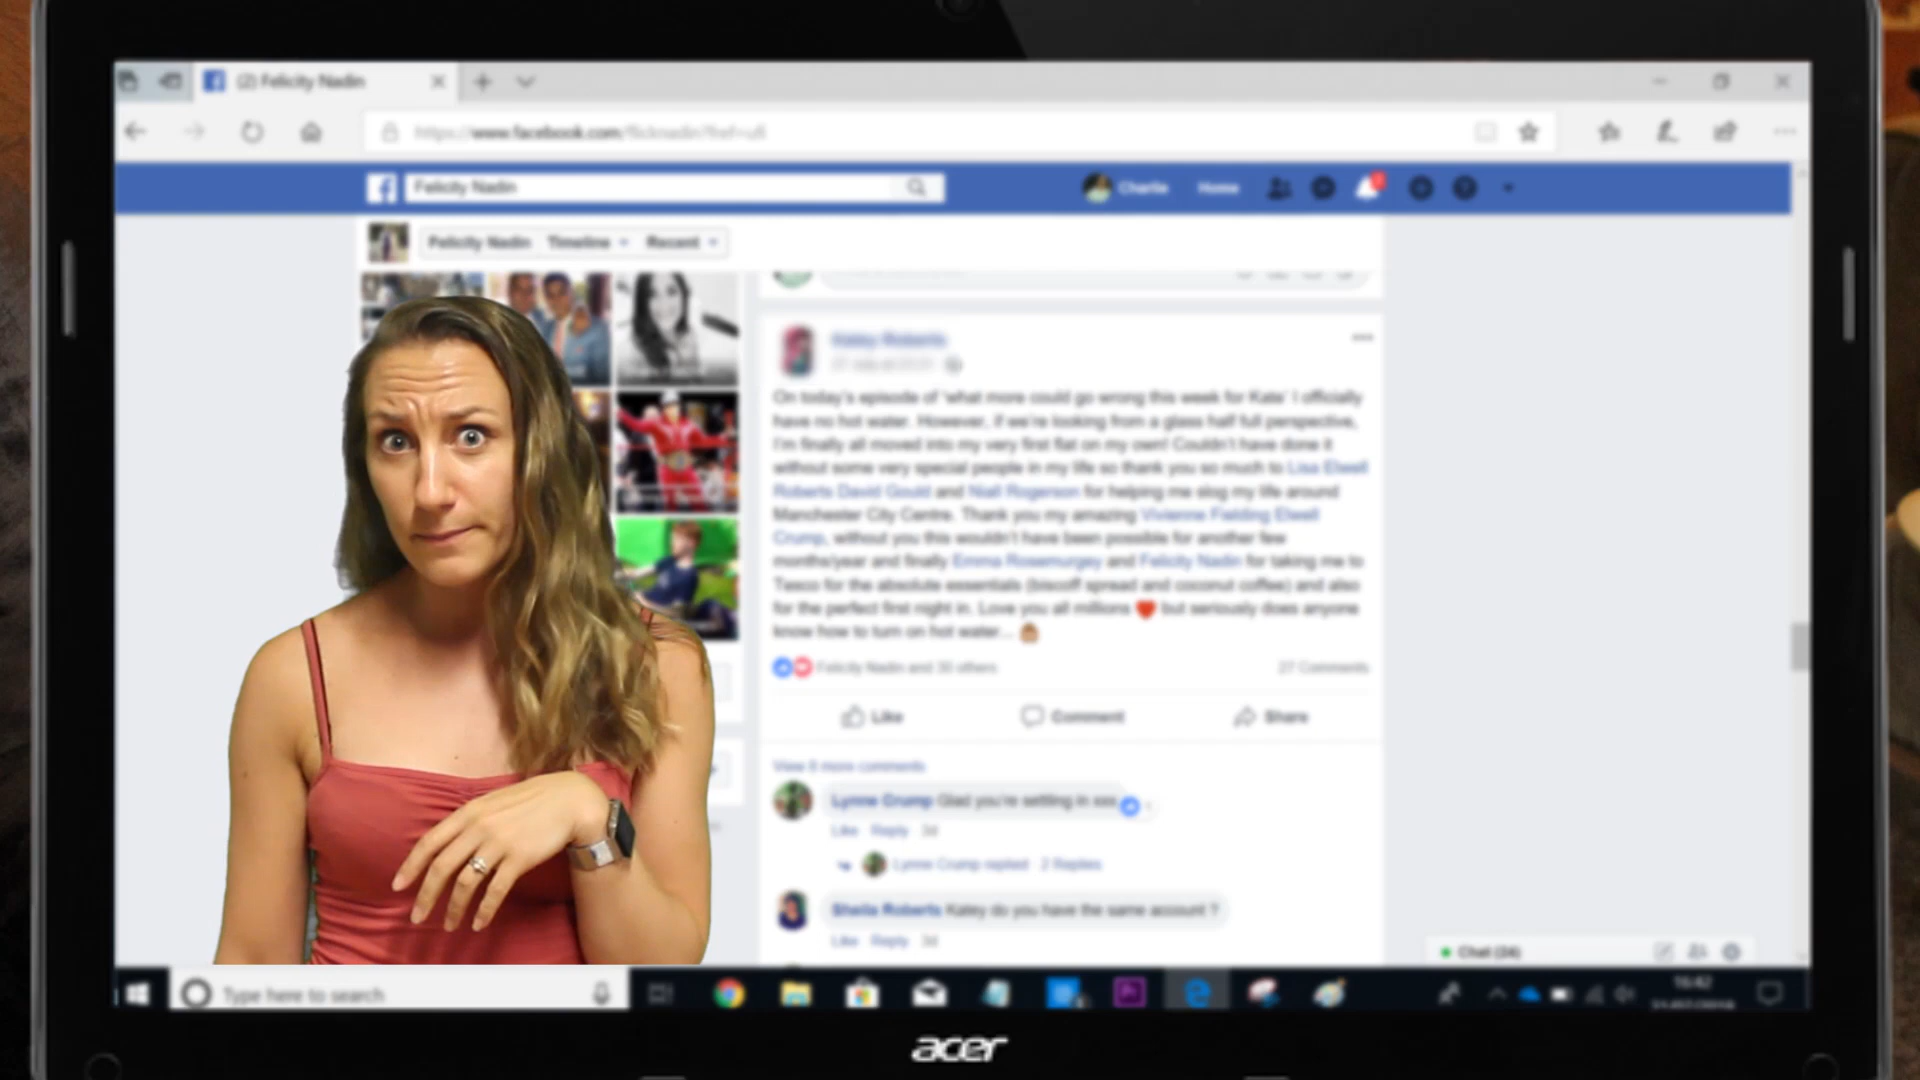 (2) Felicity Nadin
https://www.facebook.com/flicknadin?fref=ufi
Felicity Nadin
Charlie Home
Felicity Nadin Timeline Recent
Katey Roberts
On today's episode of 'what more could go wrong this week for Kate' I officially
have no hot water. However, if we're looking from a glass half full perspective,
I'm finally all moved into my very first flat on my own! Couldn't have done it
without some very special people in my life so thank you so much to Lisa Elwell
Roberts David Gould and Niall Rogerson for helping me slog my life around
Manchester City Centre. Thank you my amazing Vivienne Fielding Elwell
Crump, without you this wouldn't have been possible for another few
months/year and finally Emma Rosemurgey and Felicity Nadin for taking me to
Tesco for the absolute essentials (biscoff spread and coconut coffee) and also
for the perfect first night in. Love you all millions ❤️ but seriously does anyone
know how to turn on hot water...
Felicity Nadin and 30 others 27 Comments
Like Comment Share
View 8 more comments
Lynne Crump Glad you're settling in xxx
Like Reply 3d
Lynne Crump replied · 2 Replies
Sheila Roberts Katey do you have the same account ?
Like Reply 3d
Chat (24)
Type here to search
16:42
acer